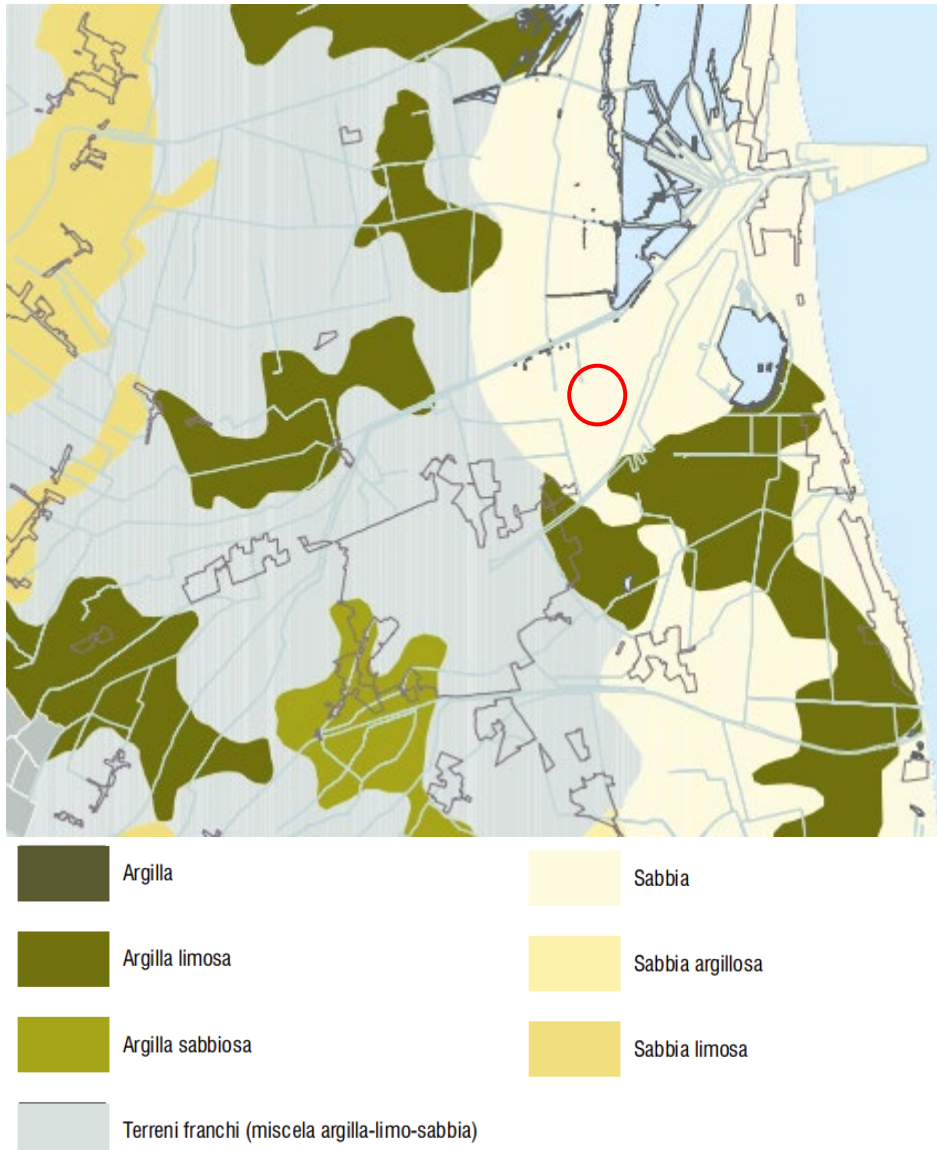 Argilla
Sabbia
Argilla limosa
Sabbia argillosa
Argilla sabbiosa
Sabbia limosa
Terreni franchi (miscela argilla-limo-sabbia)